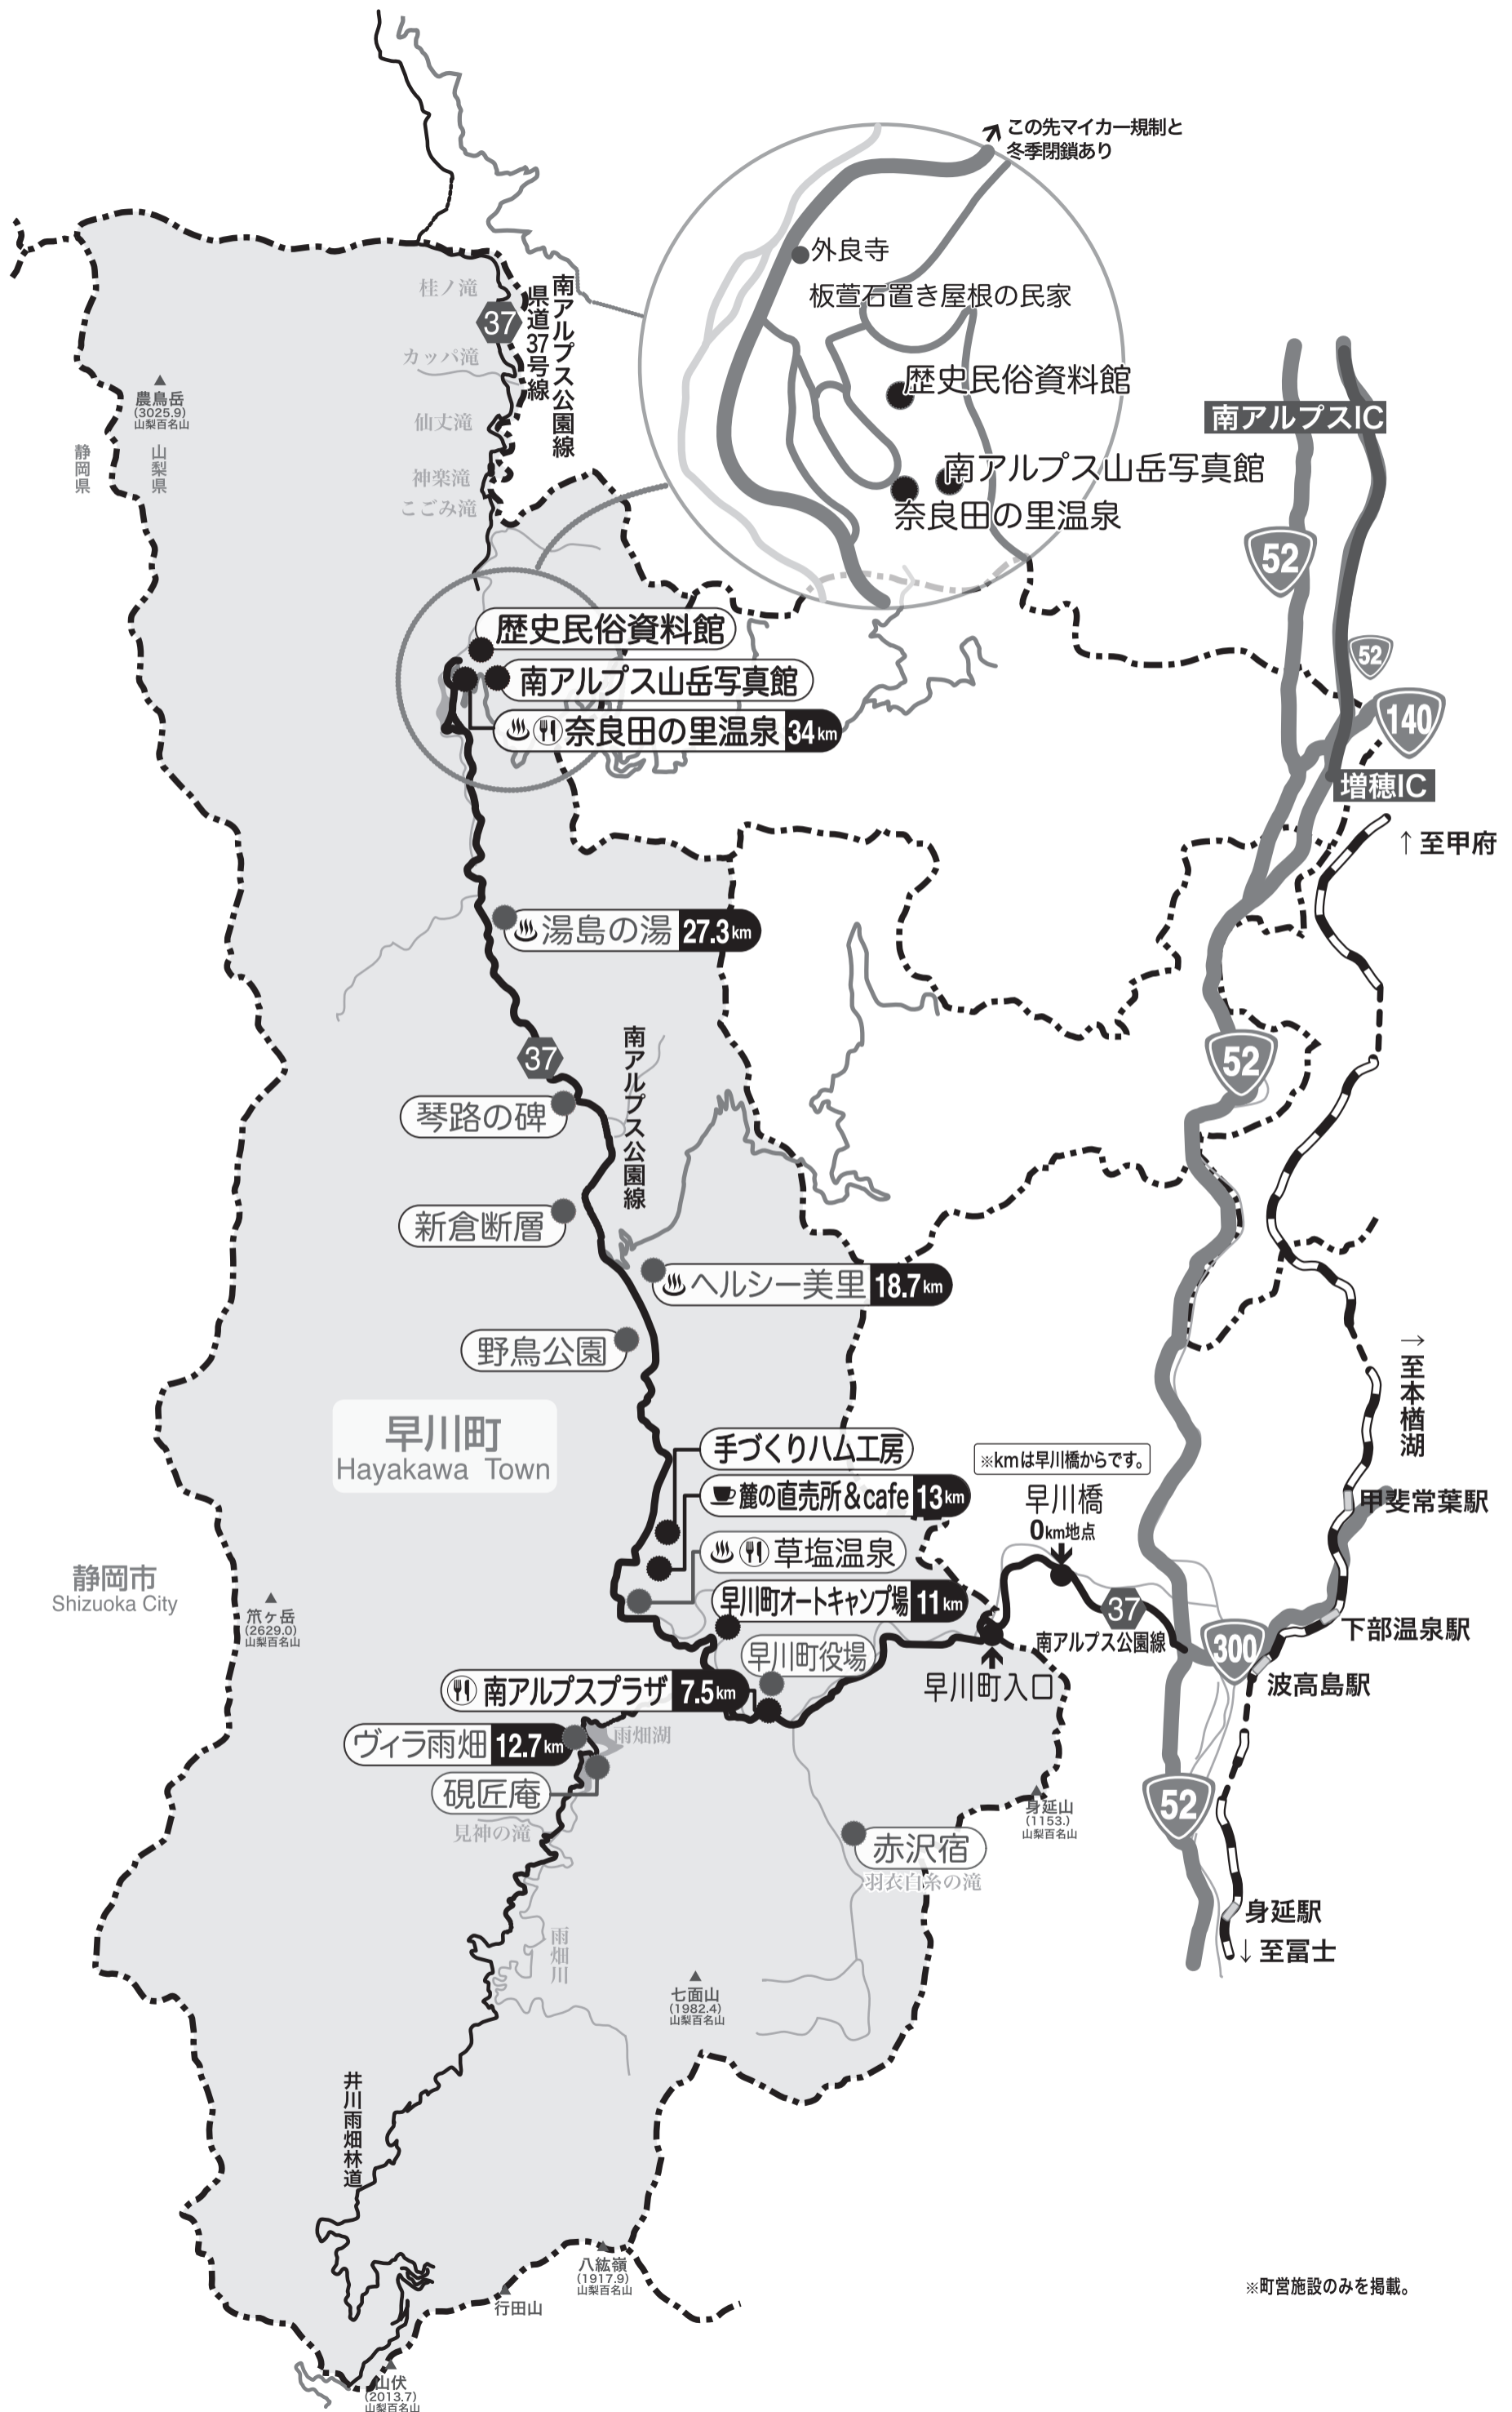 この先マイカー規制と
冬季閉鎖あり
外良寺
板萱石置き屋根の民家
歴史民俗資料館
南アルプス山岳写真館
奈良田の里温泉
桂ノ滝
37
南アルプス公園線
県道37号線
カッパ滝
仙丈滝
神楽滝
こごみ滝
農鳥岳
(3025.9)
山梨百名山
静岡県
山梨県
南アルプスIC
52
52
140
増穂IC
↑至甲府
歴史民俗資料館
南アルプス山岳写真館
奈良田の里温泉 34km
湯島の湯 27.3km
37
南アルプス公園線
52
琴路の碑
新倉断層
ヘルシー美里 18.7km
野鳥公園
→至本栖湖
早川町
Hayakawa Town
手づくりハム工房
麓の直売所&cafe 13km
草塩温泉
早川町オートキャンプ場 11km
※kmは早川橋からです。
早川橋
0km地点
甲斐常葉駅
静岡市
Shizuoka City
笊ヶ岳
(2629.0)
山梨百名山
37
南アルプス公園線
300
下部温泉駅
波高島駅
早川町役場
早川町入口
南アルプスプラザ 7.5km
雨畑湖
ヴィラ雨畑 12.7km
硯匠庵
見神の滝
52
身延山
(1153.)
山梨百名山
赤沢宿
羽衣白糸の滝
身延駅
↓至冨士
雨畑川
七面山
(1982.4)
山梨百名山
井川雨畑林道
八紘嶺
(1917.9)
山梨百名山
行田山
山伏
(2013.7)
山梨百名山
※町営施設のみを掲載。